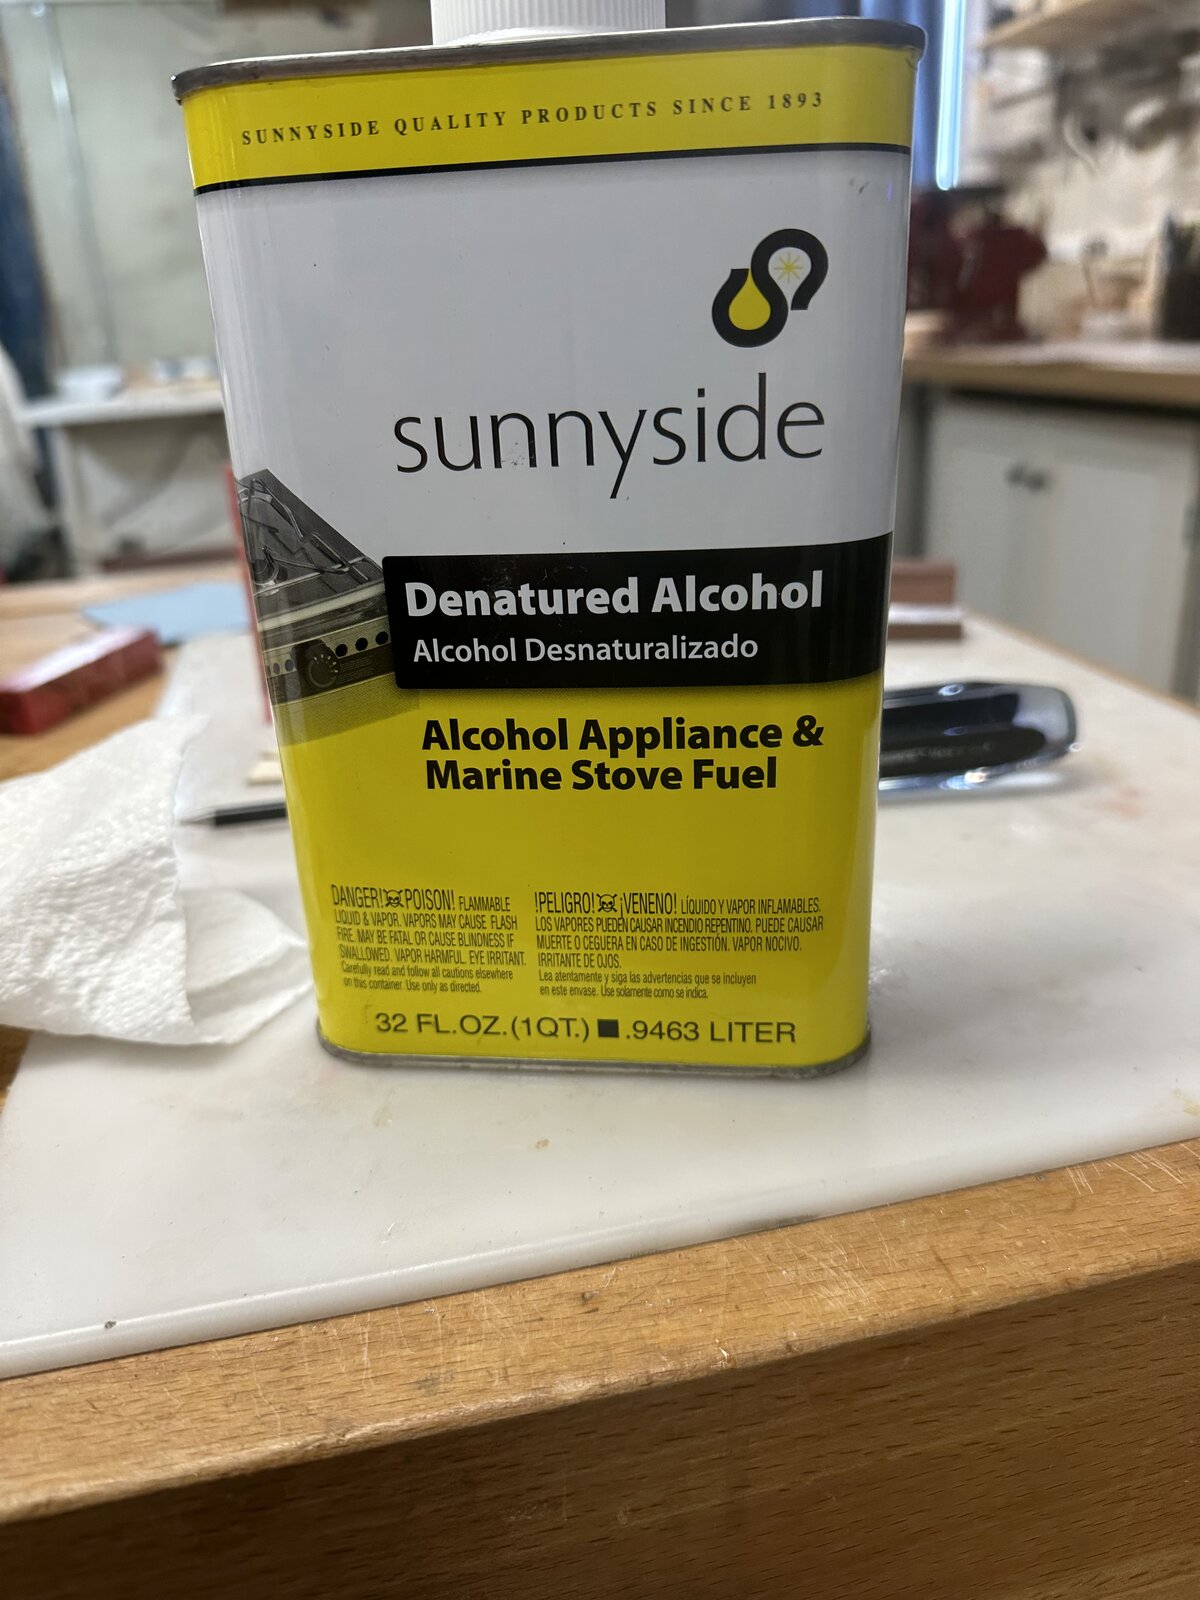 SUNNYSIDE QUALITY PRODUCTS SINCE 1893
sunnyside
Denatured Alcohol
Alcohol Desnaturalizado
Alcohol Appliance &
Marine Stove Fuel
DANGER! POISON! FLAMMABLE
LIQUID & VAPOR. VAPORS MAY CAUSE FLASH
FIRE. MAY BE FATAL OR CAUSE BLINDNESS IF
SWALLOWED. VAPOR HARMFUL. EYE IRRITANT.
Carefully read and follow all cautions elsewhere
on this container. Use only as directed.
!PELIGRO! ¡VENENO! LÍQUIDO Y VAPOR INFLAMABLES.
LOS VAPORES PUEDEN CAUSAR INCENDIO REPENTINO. PUEDE CAUSAR
MUERTE O CEGUERA EN CASO DE INGESTIÓN. VAPOR NOCIVO.
IRRITANTE DE OJOS.
Lea atentamente y siga las advertencias que se incluyen
en este envase. Use solamente como se indica.
32 FL.OZ.(1QT.) ■ .9463 LITER